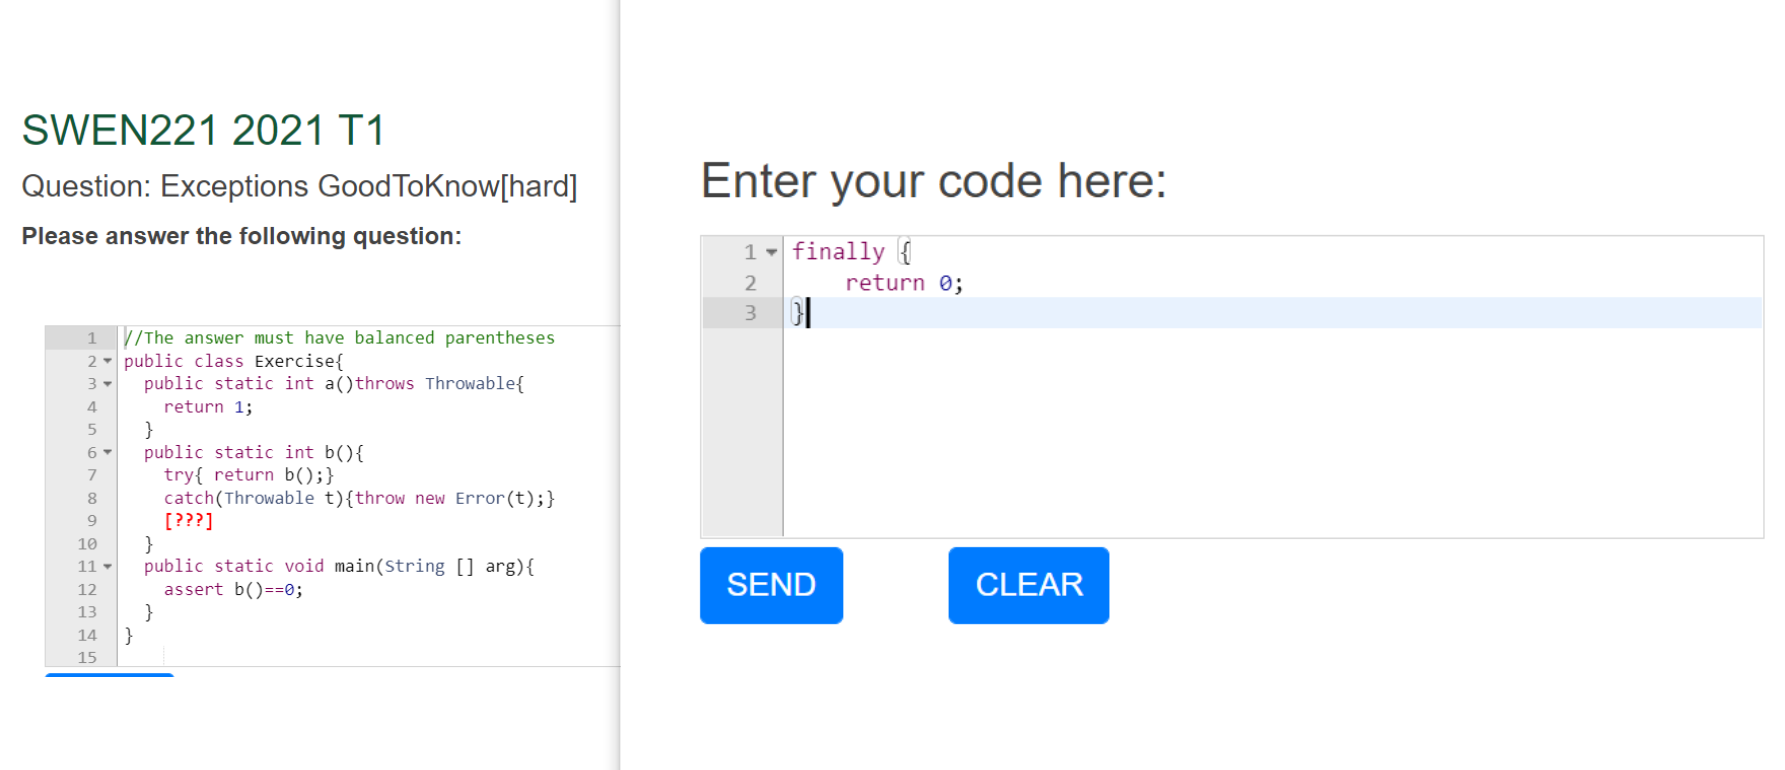 SWEN221 2021 T1
Question: Exceptions GoodToKnow[hard]
Please answer the following question:
1 //The answer must have balanced parentheses
2 public class Exercise{
3 public static int a()throws Throwable{
4 return 1;
5 }
6 public static int b(){
7 try{ return b();}
8 catch(Throwable t){throw new Error(t);}
9 [???]
10 }
11 public static void main(String [] arg){
12 assert b()==0;
13 }
14 }
15
Enter your code here:
1 finally {
2 return 0;
3 }
SEND
CLEAR